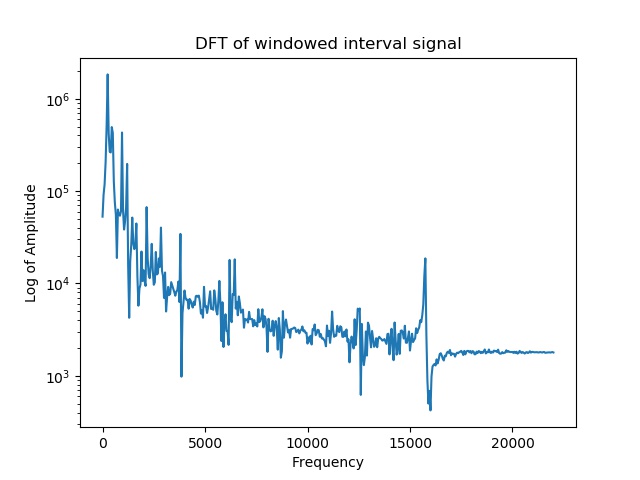 DFT of windowed interval signal
Log of Amplitude
10⁶
10⁵
10⁴
10³
0 5000 10000 15000 20000
Frequency